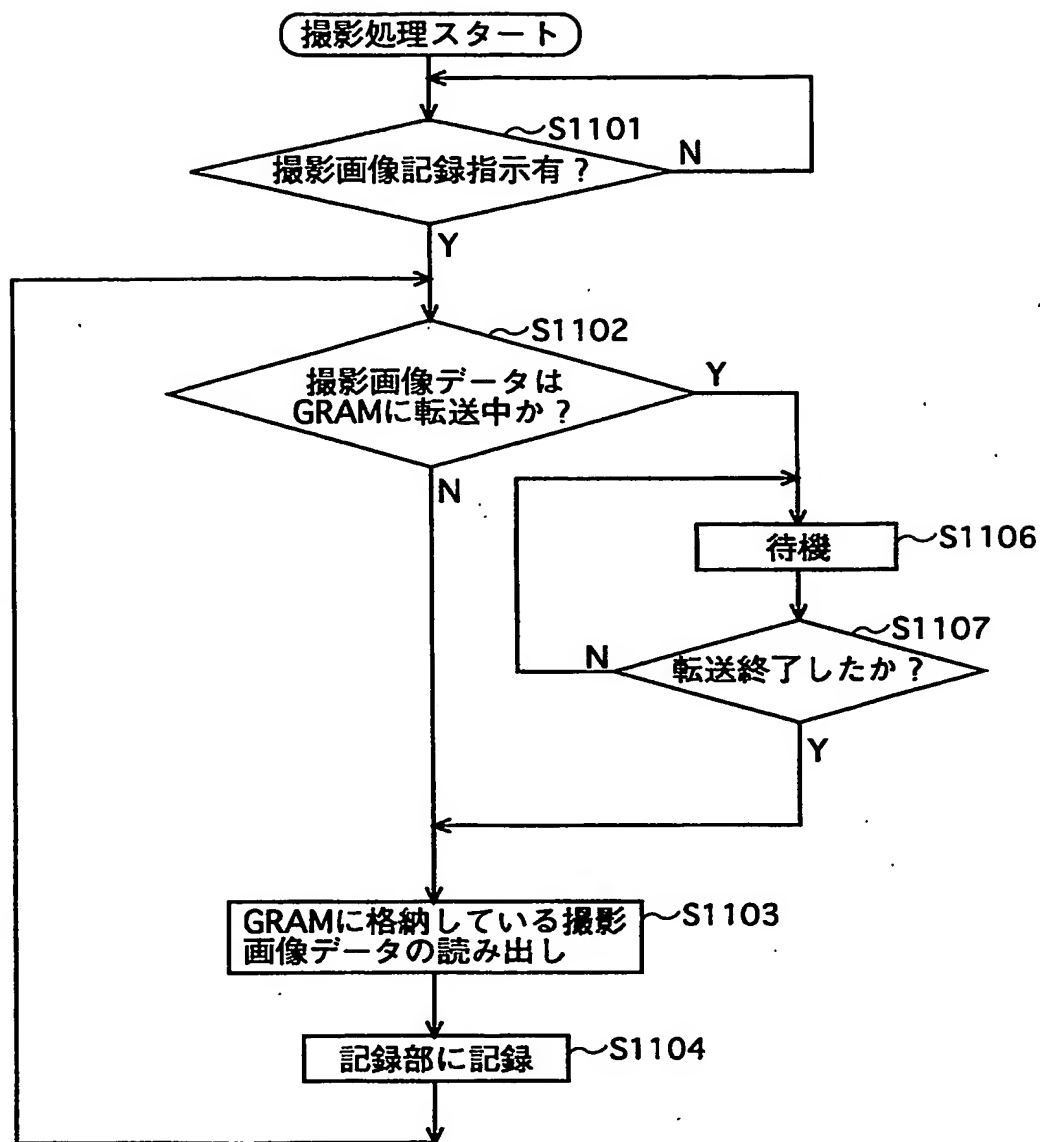 撮影処理スタート
S1101
撮影画像記録指示有？
N
Y
S1102
撮影画像データは
GRAMに転送中か？
Y
N
待機
S1106
S1107
転送終了したか？
N
Y
GRAMに格納している撮影
画像データの読み出し
S1103
記録部に記録
S1104